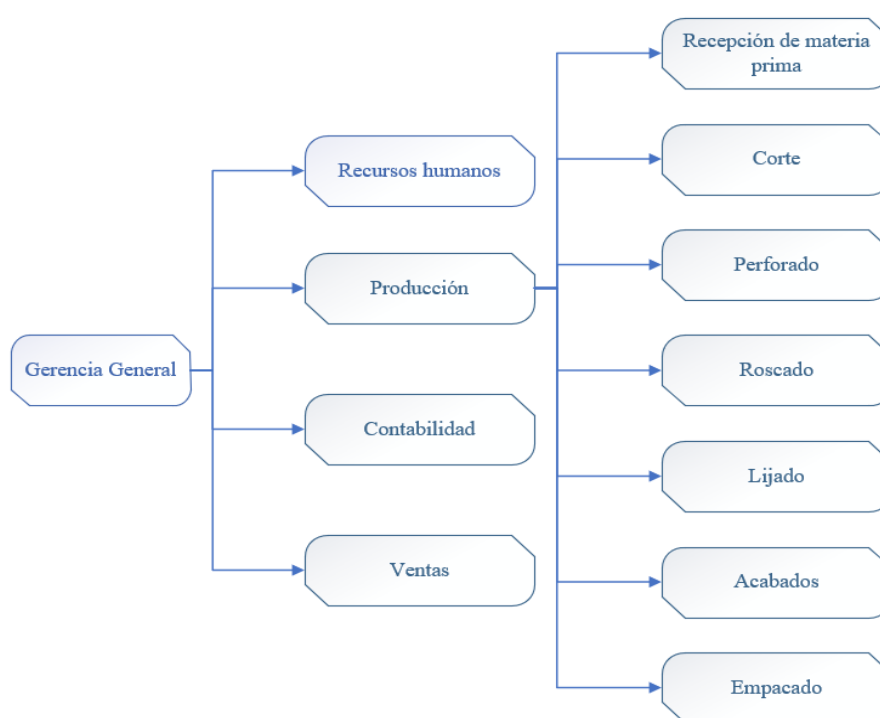 Gerencia General
Recursos humanos
Producción
Contabilidad
Ventas
Recepción de materia
prima
Corte
Perforado
Roscado
Lijado
Acabados
Empacado